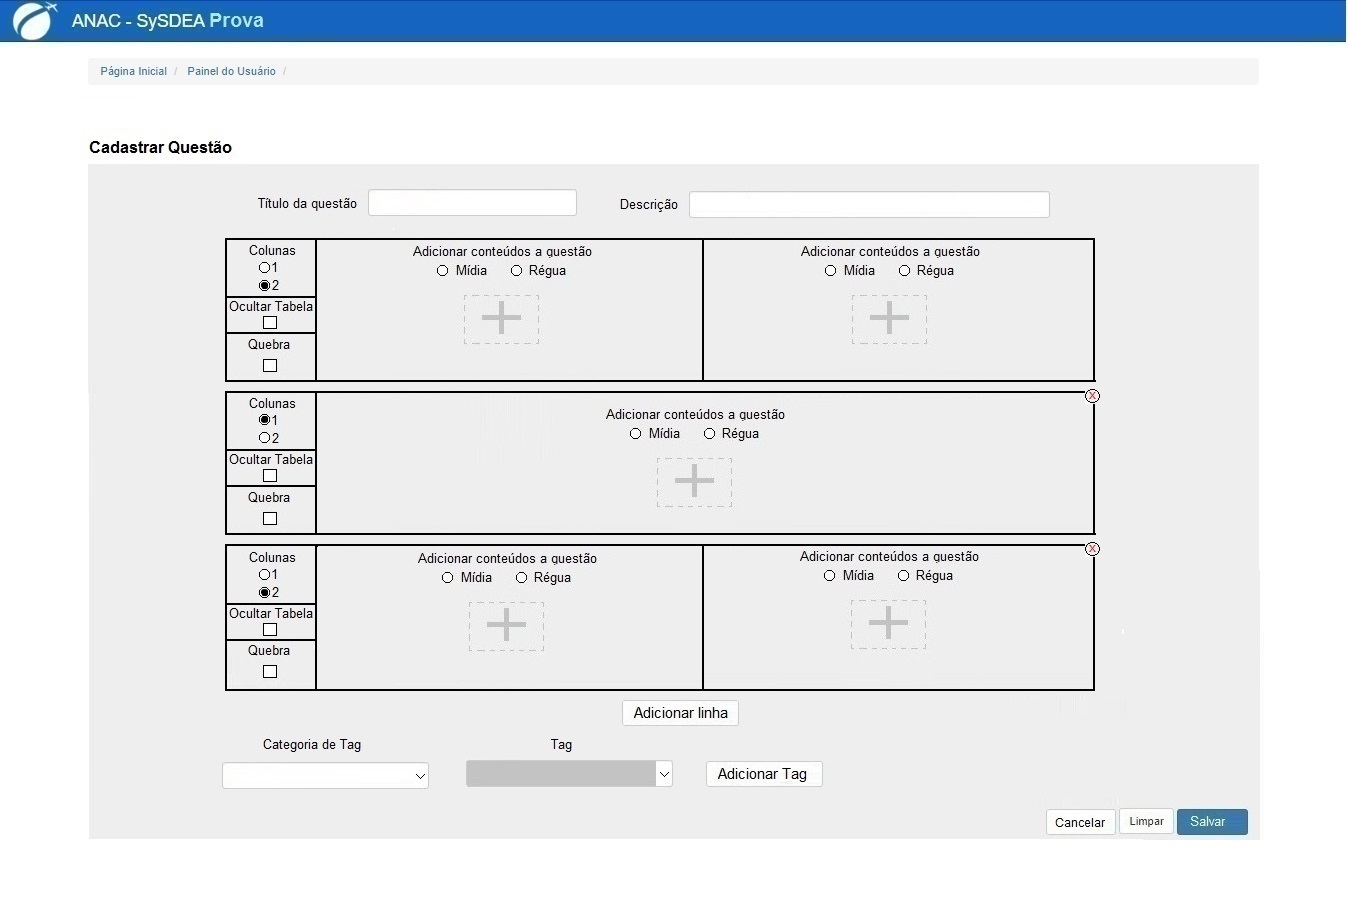 ANAC - SySDEA Prova
Página Inicial / Painel do Usuário /
Cadastrar Questão
Título da questão Descrição
Colunas
1
2
Ocultar Tabela
Quebra
Adicionar conteúdos a questão
Mídia Régua
Adicionar conteúdos a questão
Mídia Régua
X
Colunas
1
2
Ocultar Tabela
Quebra
Adicionar conteúdos a questão
Mídia Régua
X
Colunas
1
2
Ocultar Tabela
Quebra
Adicionar conteúdos a questão
Mídia Régua
Adicionar conteúdos a questão
Mídia Régua
Adicionar linha
Categoria de Tag Tag
Adicionar Tag
Cancelar Limpar Salvar